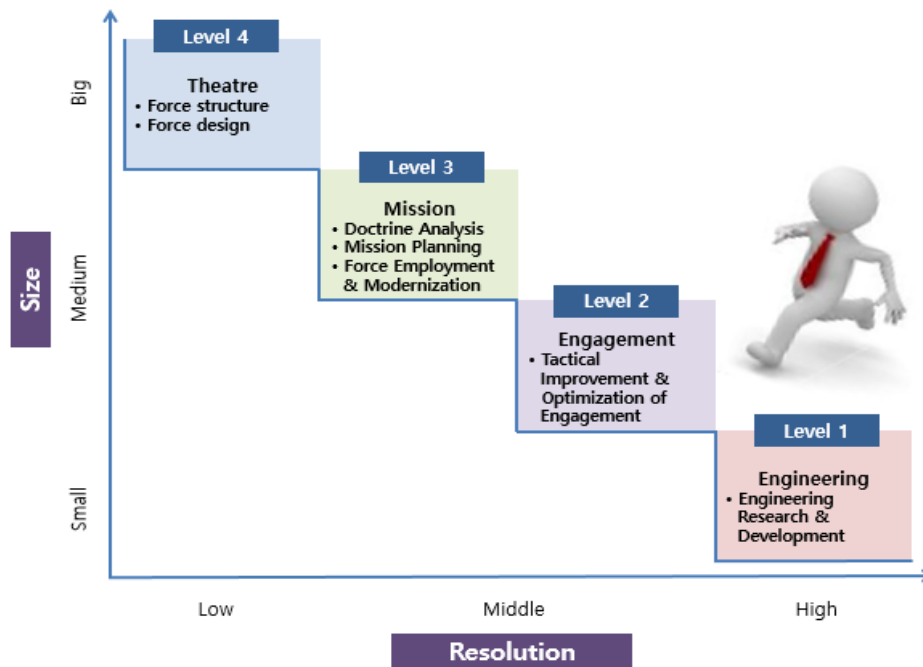 Level 4
Theatre
• Force structure
• Force design
Level 3
Mission
• Doctrine Analysis
• Mission Planning
• Force Employment
& Modernization
Level 2
Engagement
• Tactical
Improvement &
Optimization of
Engagement
Level 1
Engineering
• Engineering
Research &
Development
Big
Medium
Small
Size
Low
Middle
High
Resolution